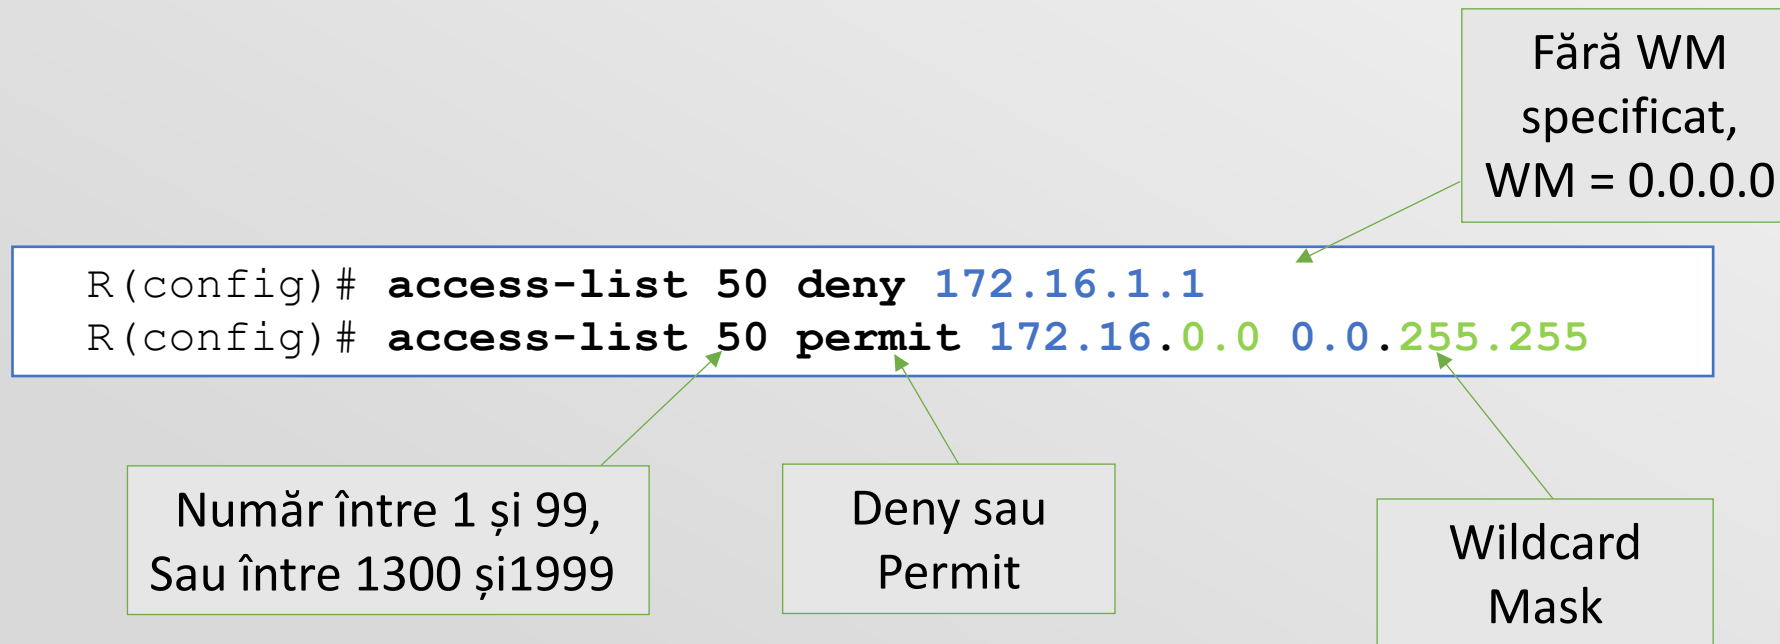 Fără WM
specificat,
WM = 0.0.0.0
R(config)# access-list 50 deny 172.16.1.1
R(config)# access-list 50 permit 172.16.0.0 0.0.255.255
Număr între 1 și 99,
Sau între 1300 și1999
Deny sau
Permit
Wildcard
Mask